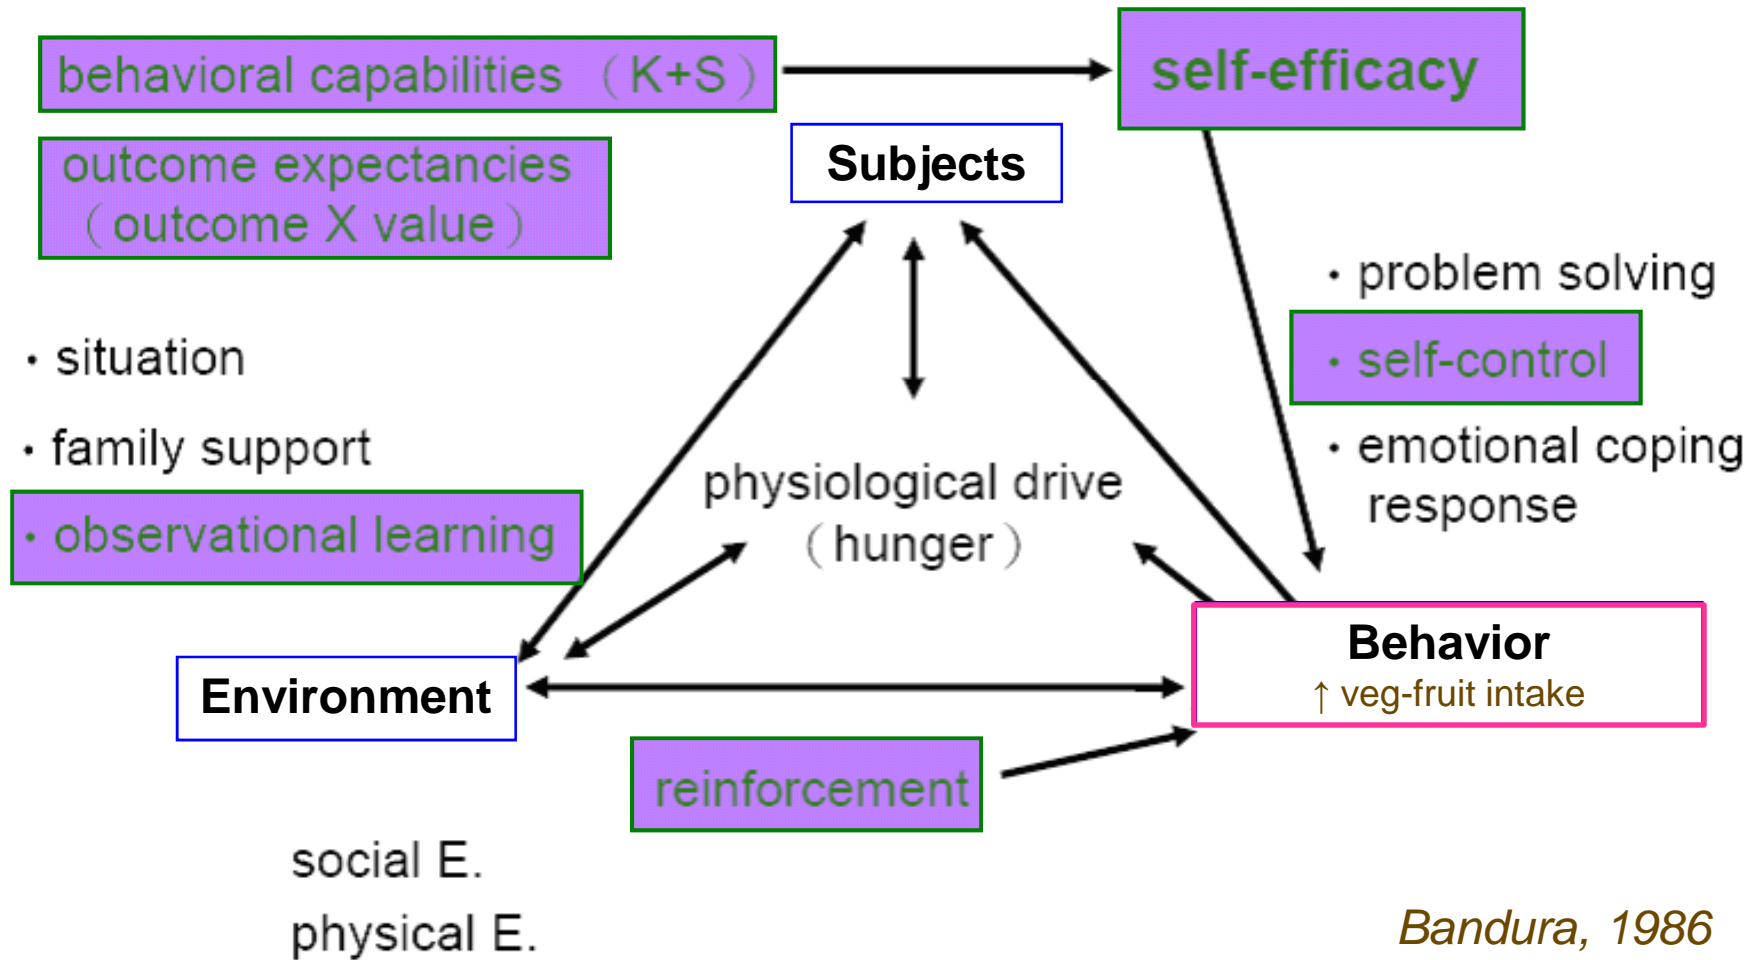 behavioral capabilities （K+S）
self-efficacy
outcome expectancies
（outcome X value）
Subjects
· problem solving
· self-control
· emotional coping
response
· situation
· family support
· observational learning
physiological drive
（hunger）
Environment
Behavior
↑ veg-fruit intake
reinforcement
social E.
physical E.
Bandura, 1986